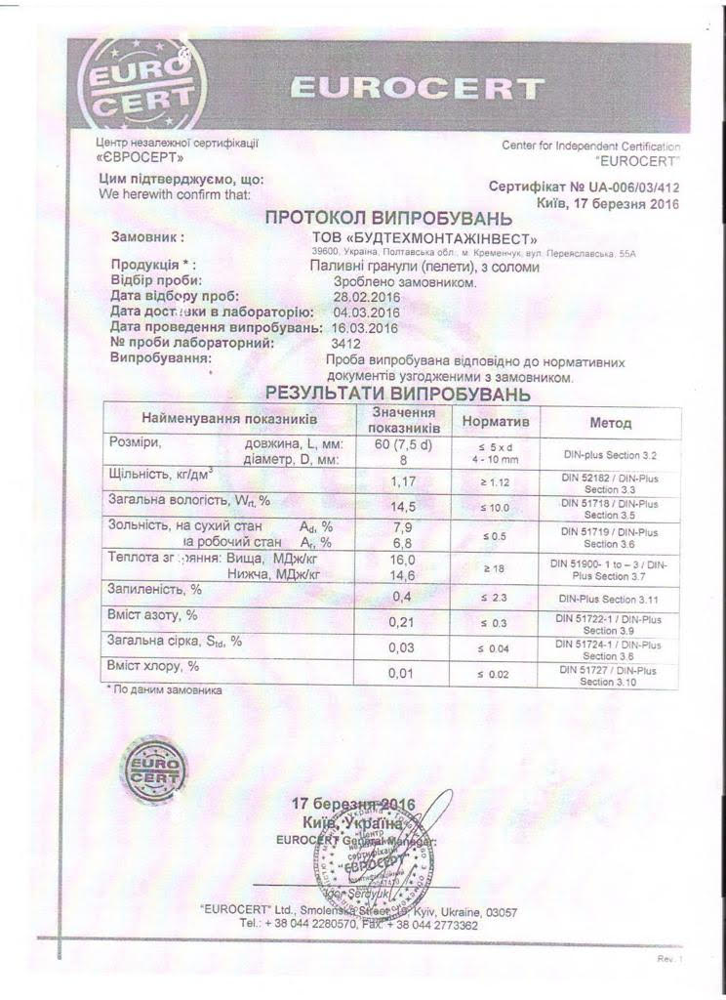 EURO
CERT
EUROCERT
Центр незалежної сертифікації
«ЄВРОСЕРТ»
Center for Independent Certification
"EUROCERT"
Цим підтверджуємо, що:
We herewith confirm that:
Сертифікат № UA-006/03/412
Київ, 17 березня 2016
ПРОТОКОЛ ВИПРОБУВАНЬ
Замовник : ТОВ «БУДТЕХМОНТАЖІНВЕСТ»
39600, Україна, Полтавська обл., м. Кременчук, вул. Переяславська, 55А
Продукція * : Паливні гранули (пелети), з соломи
Відбір проби: Зроблено замовником.
Дата відбору проб: 28.02.2016
Дата доставки в лабораторію: 04.03.2016
Дата проведення випробувань: 16.03.2016
№ проби лабораторний: 3412
Випробування: Проба випробувана відповідно до нормативних
документів узгодженими з замовником.
РЕЗУЛЬТАТИ ВИПРОБУВАНЬ
Найменування показників Значення показників Норматив Метод
Розміри, довжина, L, мм: 60 (7,5 d) ≤ 5 x d DIN-plus Section 3.2
діаметр, D, мм: 8 4 - 10 mm
Щільність, кг/дм³ 1,17 ≥ 1.12 DIN 52182 / DIN-Plus Section 3.3
Загальна вологість, Wrt, % 14,5 ≤ 10.0 DIN 51718 / DIN-Plus Section 3.5
Зольність, на сухий стан Ad, % 7,9 ≤ 0.5 DIN 51719 / DIN-Plus Section 3.6
на робочий стан Ar, % 6,8
Теплота згоряння: Вища, МДж/кг 16,0 ≥ 18 DIN 51900- 1 to – 3 / DIN-Plus Section 3.7
Нижча, МДж/кг 14,6
Запиленість, % 0,4 ≤ 2.3 DIN-Plus Section 3.11
Вміст азоту, % 0,21 ≤ 0.3 DIN 51722-1 / DIN-Plus Section 3.9
Загальна сірка, Std, % 0,03 ≤ 0.04 DIN 51724-1 / DIN-Plus Section 3.8
Вміст хлору, % 0,01 ≤ 0.02 DIN 51727 / DIN-Plus Section 3.10
* По даним замовника
EURO
CERT
17 березня 2016
Київ, Україна
EUROCERT General Manager:
"Центр
сертифікації
"ЄВРОСЕРТ"
Igor Serdyuk
"EUROCERT" Ltd., Smolenska Street, Kyiv, Ukraine, 03057
Tel.: + 38 044 2280570, Fax: + 38 044 2773362
Rev. 1